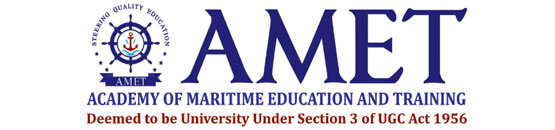 STEERING QUALITY EDUCATION
AMET
AMET
ACADEMY OF MARITIME EDUCATION AND TRAINING
Deemed to be University Under Section 3 of UGC Act 1956